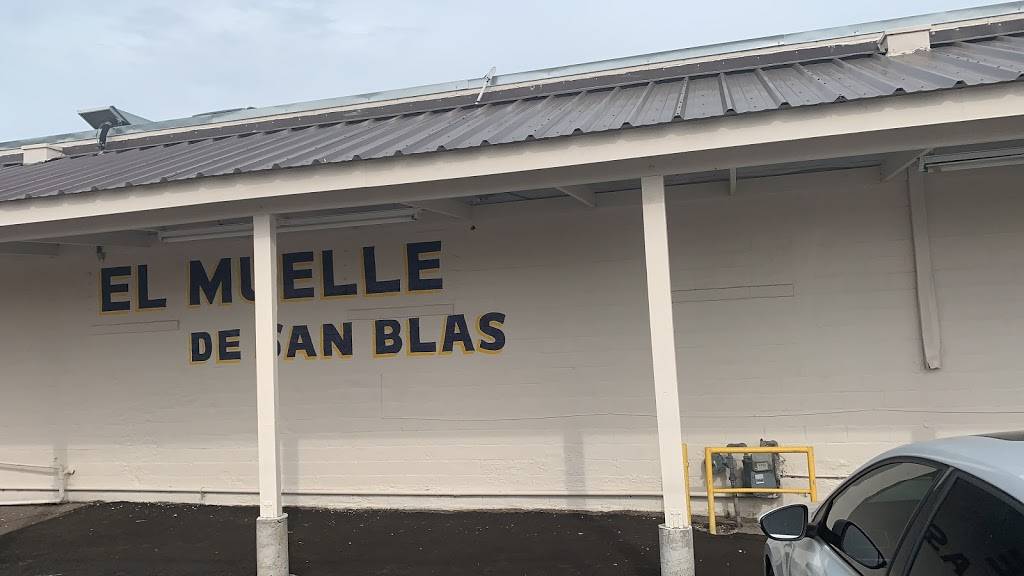 EL MUELLE
DE SAN BLAS